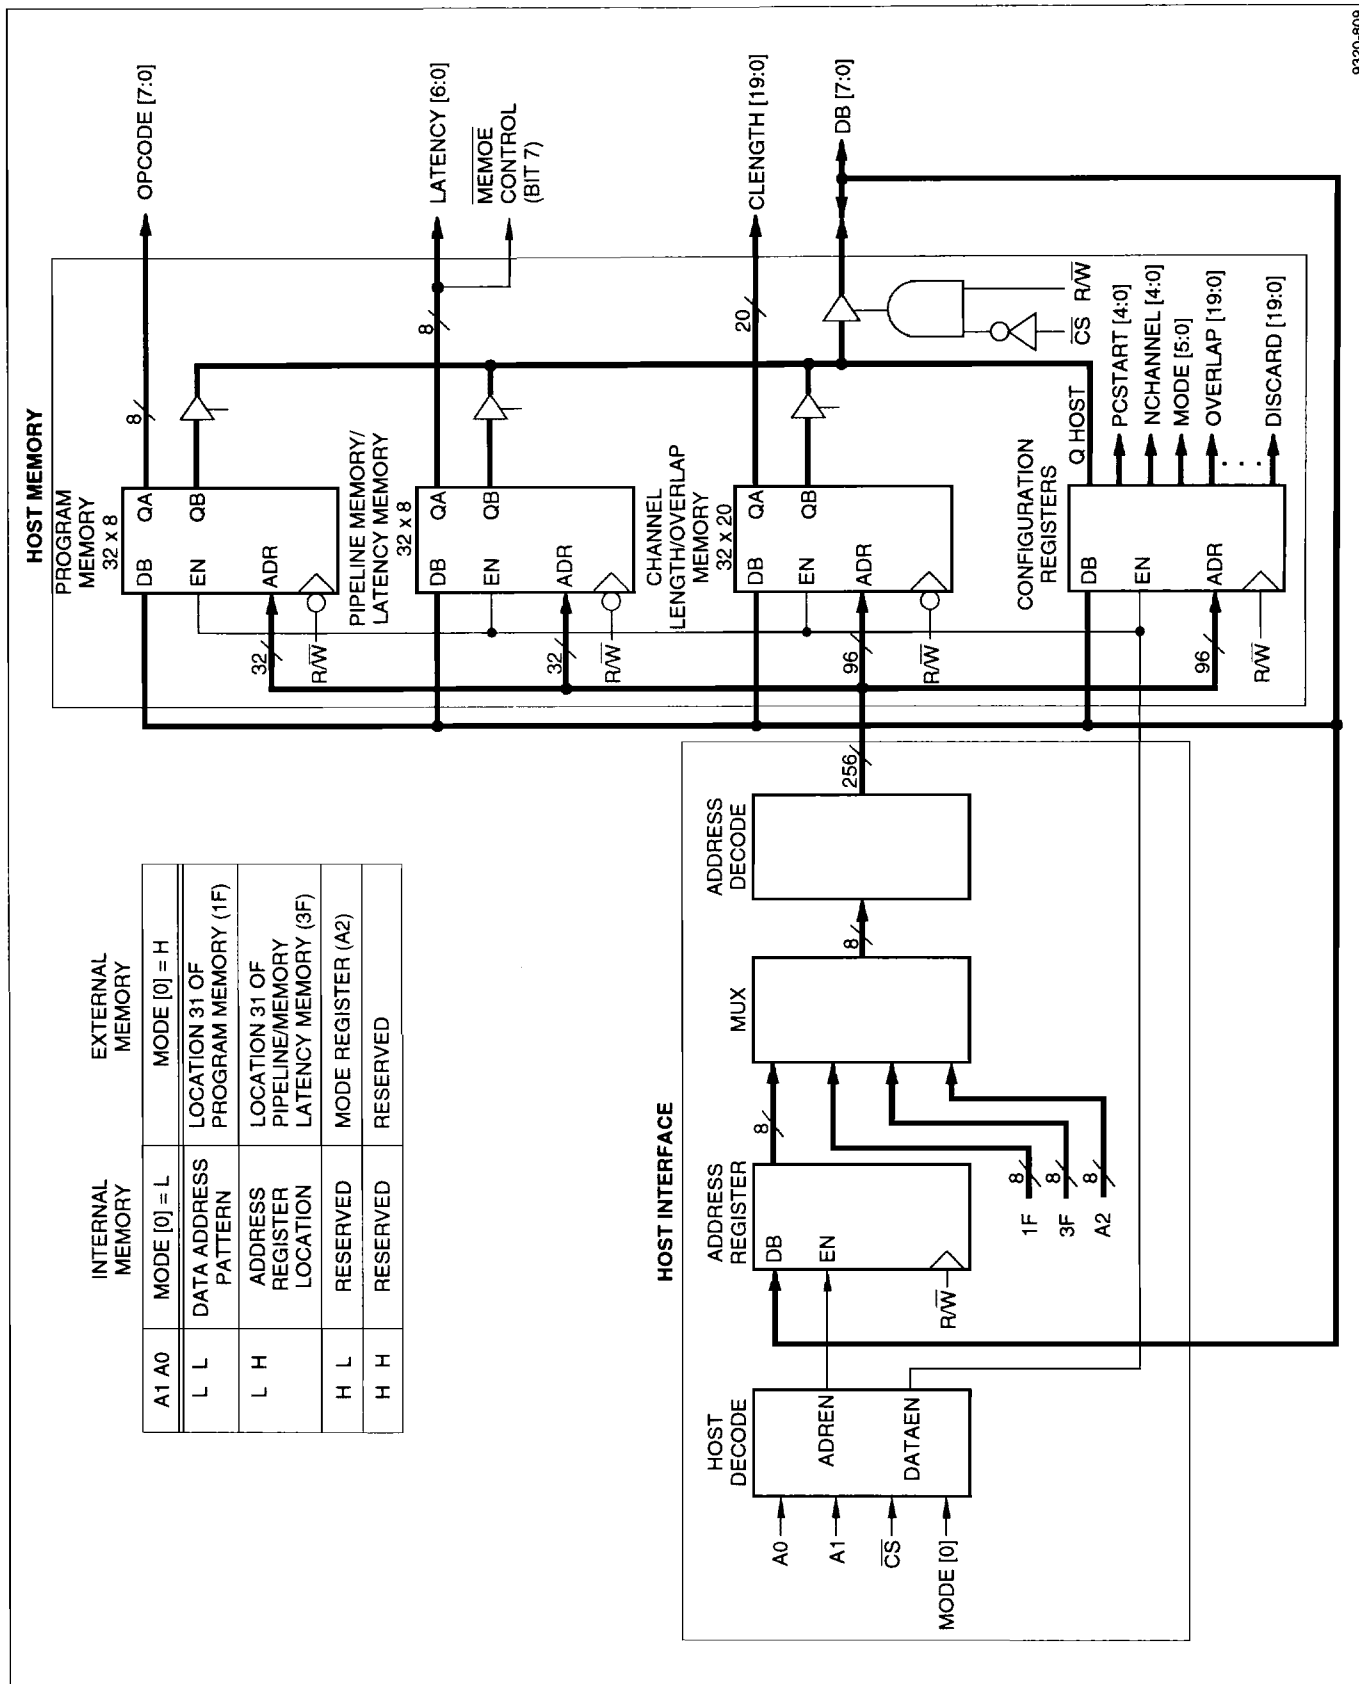 HOST MEMORY
PROGRAM
MEMORY
32 x 8
DB QA
EN QB
ADR
32
R/W̅
8
OPCODE [7:0]
PIPELINE MEMORY/
LATENCY MEMORY
32 x 8
DB QA
EN QB
ADR
32
R/W̅
8
LATENCY [6:0]
M̅E̅M̅O̅E̅
CONTROL
(BIT 7)
CHANNEL
LENGTH/OVERLAP
MEMORY
32 x 20
DB QA
EN QB
ADR
96
R/W̅
20
CLENGTH [19:0]
DB [7:0]
C̅S̅ R/W̅
CONFIGURATION
REGISTERS
DB
EN
ADR
96
R/W̅
Q HOST
PCSTART [4:0]
NCHANNEL [4:0]
MODE [5:0]
OVERLAP [19:0]
DISCARD [19:0]
INTERNAL
MEMORY
EXTERNAL
MEMORY
A1 A0 MODE [0] = L MODE [0] = H
L L DATA ADDRESS
PATTERN
LOCATION 31 OF
PROGRAM MEMORY (1F)
L H ADDRESS
REGISTER
LOCATION
LOCATION 31 OF
PIPELINE/MEMORY
LATENCY MEMORY (3F)
H L RESERVED MODE REGISTER (A2)
H H RESERVED RESERVED
HOST INTERFACE
HOST
DECODE
A0
A1
C̅S̅
MODE [0]
ADREN
DATAEN
ADDRESS
REGISTER
DB
EN
R/W̅
8
1F 8
3F 8
A2 8
MUX
8
ADDRESS
DECODE
256
9320-809